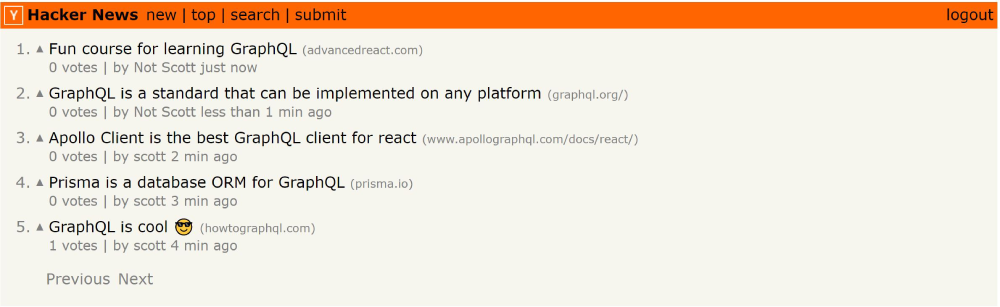 Y Hacker News new | top | search | submit logout
1. ▲ Fun course for learning GraphQL (advancedreact.com)
0 votes | by Not Scott just now
2. ▲ GraphQL is a standard that can be implemented on any platform (graphql.org/)
0 votes | by Not Scott less than 1 min ago
3. ▲ Apollo Client is the best GraphQL client for react (www.apollographql.com/docs/react/)
0 votes | by scott 2 min ago
4. ▲ Prisma is a database ORM for GraphQL (prisma.io)
0 votes | by scott 3 min ago
5. ▲ GraphQL is cool 😎 (howtographql.com)
1 votes | by scott 4 min ago
Previous Next